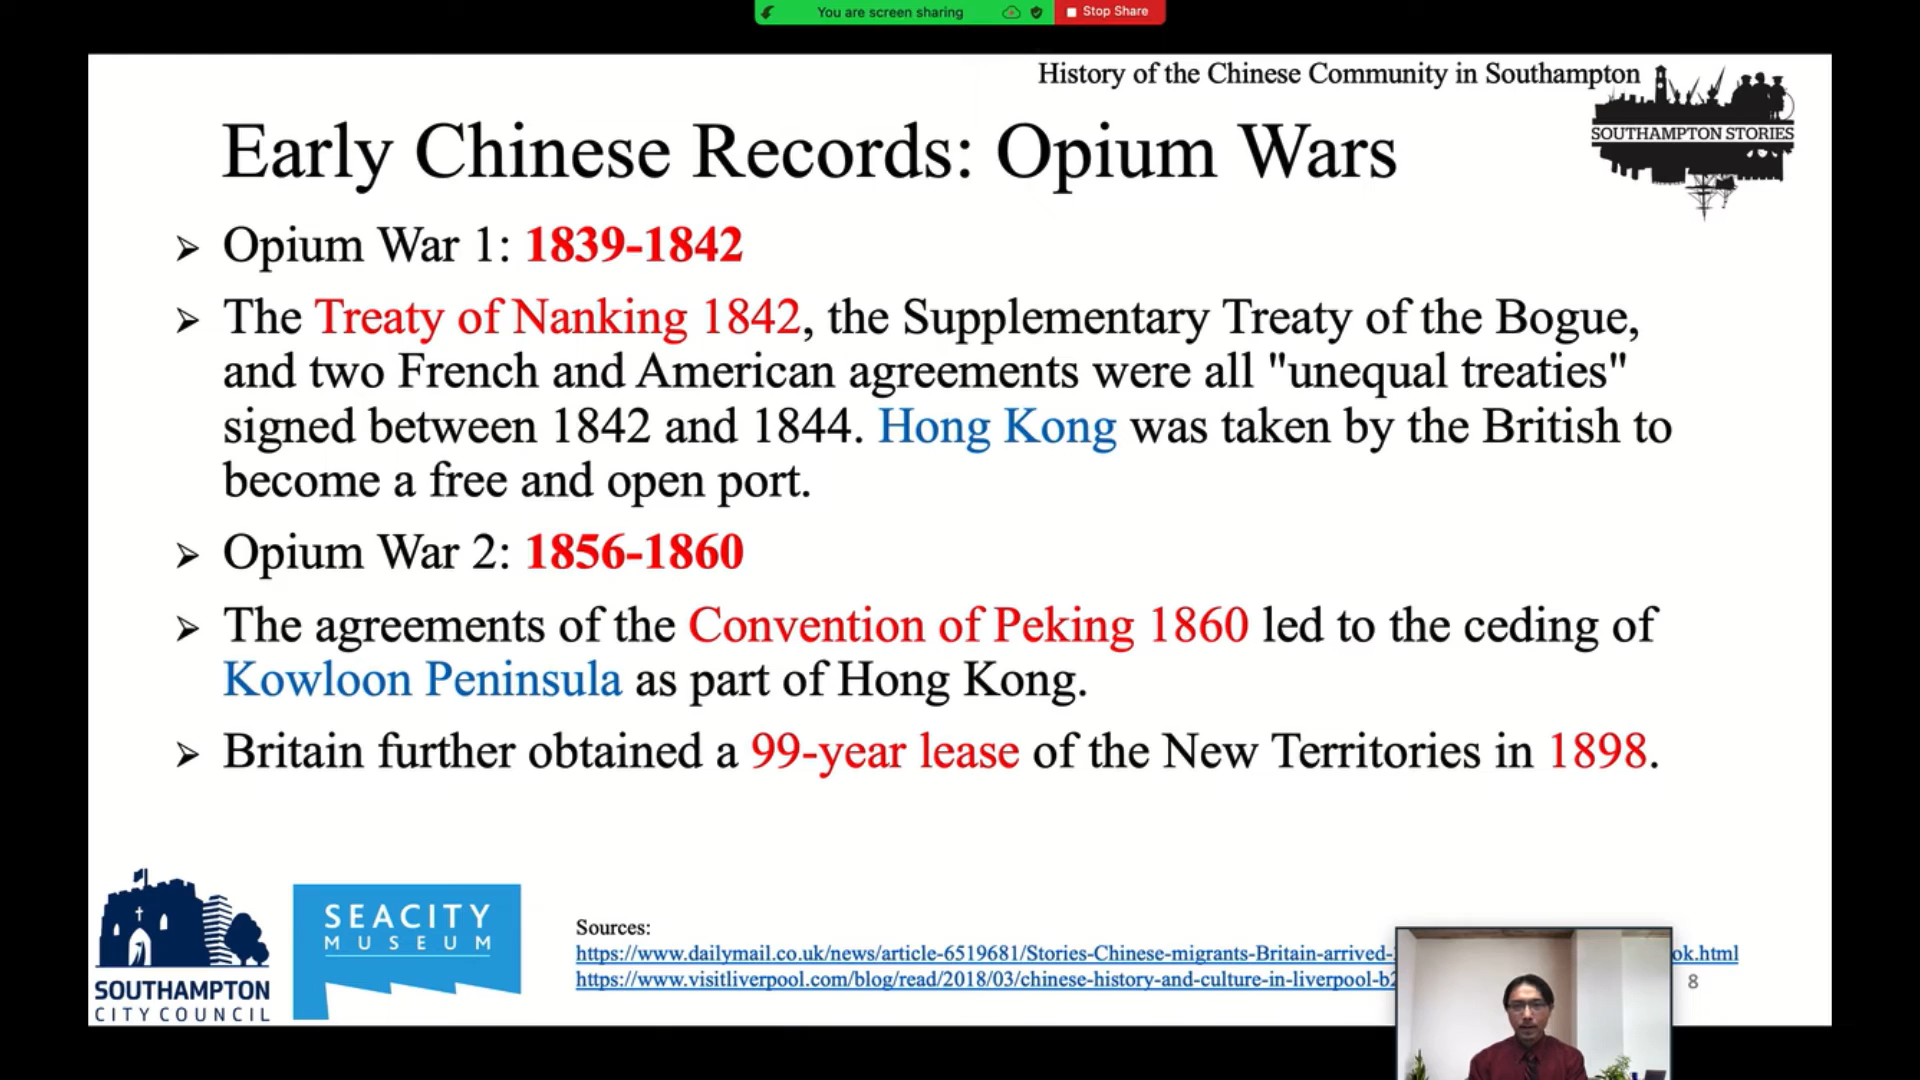 You are screen sharing
Stop Share
History of the Chinese Community in Southampton
SOUTHAMPTON STORIES
Early Chinese Records: Opium Wars
➢ Opium War 1: 1839-1842
➢ The Treaty of Nanking 1842, the Supplementary Treaty of the Bogue,
and two French and American agreements were all "unequal treaties"
signed between 1842 and 1844. Hong Kong was taken by the British to
become a free and open port.
➢ Opium War 2: 1856-1860
➢ The agreements of the Convention of Peking 1860 led to the ceding of
Kowloon Peninsula as part of Hong Kong.
➢ Britain further obtained a 99-year lease of the New Territories in 1898.
SOUTHAMPTON
CITY COUNCIL
SEACITY
MUSEUM
Sources:
https://www.dailymail.co.uk/news/article-6519681/Stories-Chinese-migrants-Britain-arrived- ok.html
https://www.visitliverpool.com/blog/read/2018/03/chinese-history-and-culture-in-liverpool-b2
8